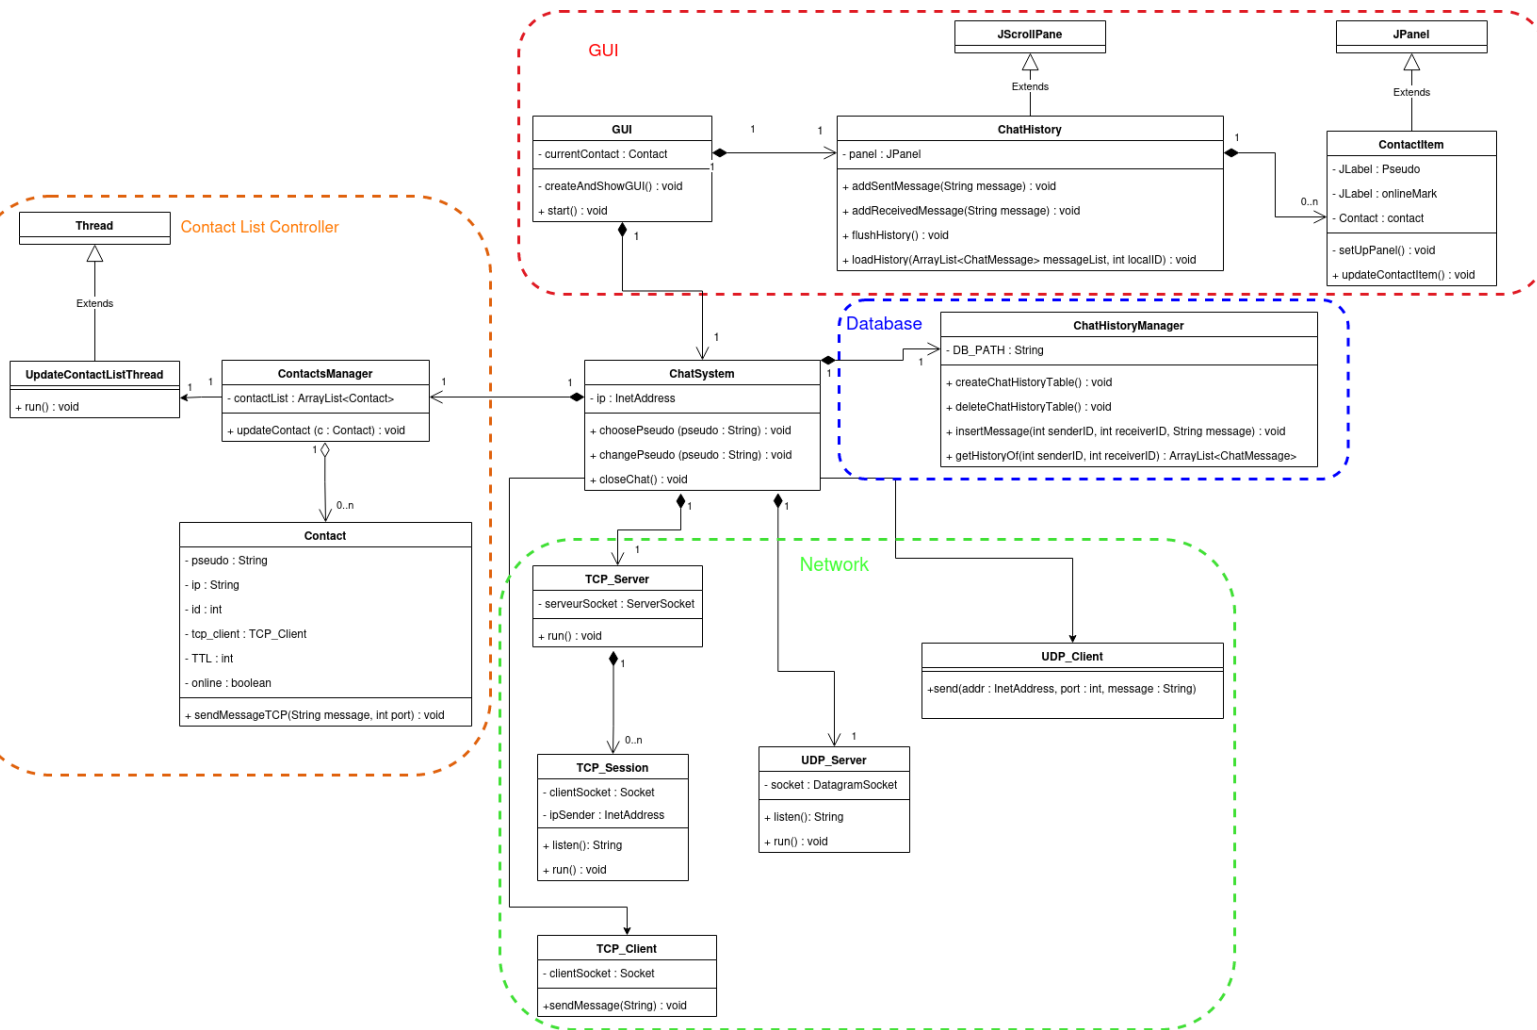 GUI
JScrollPane
Extends
JPanel
Extends
GUI
- currentContact : Contact
- createAndShowGUI() : void
+ start() : void
1
1
1
1
1
ChatHistory
- panel : JPanel
+ addSentMessage(String message) : void
+ addReceivedMessage(String message) : void
+ flushHistory() : void
+ loadHistory(ArrayList<ChatMessage> messageList, int localID) : void
1
0..n
ContactItem
- JLabel : Pseudo
- JLabel : onlineMark
- Contact : contact
- setUpPanel() : void
+ updateContactItem() : void
Contact List Controller
Thread
Extends
UpdateContactListThread
+ run() : void
1
1
ContactsManager
- contactList : ArrayList<Contact>
+ updateContact (c : Contact) : void
1
1
1
0..n
Contact
- pseudo : String
- ip : String
- id : int
- tcp_client : TCP_Client
- TTL : int
- online : boolean
+ sendMessageTCP(String message, int port) : void
ChatSystem
- ip : InetAddress
+ choosePseudo (pseudo : String) : void
+ changePseudo (pseudo : String) : void
+ closeChat() : void
1
1
Database
ChatHistoryManager
- DB_PATH : String
+ createChatHistoryTable() : void
+ deleteChatHistoryTable() : void
+ insertMessage(int senderID, int receiverID, String message) : void
+ getHistoryOf(int senderID, int receiverID) : ArrayList<ChatMessage>
1
1
1
1
Network
TCP_Server
- serveurSocket : ServerSocket
+ run() : void
1
0..n
TCP_Session
- clientSocket : Socket
- ipSender : InetAddress
+ listen(): String
+ run() : void
UDP_Server
- socket : DatagramSocket
+ listen(): String
+ run() : void
UDP_Client
+send(addr : InetAddress, port : int, message : String)
TCP_Client
- clientSocket : Socket
+sendMessage(String) : void